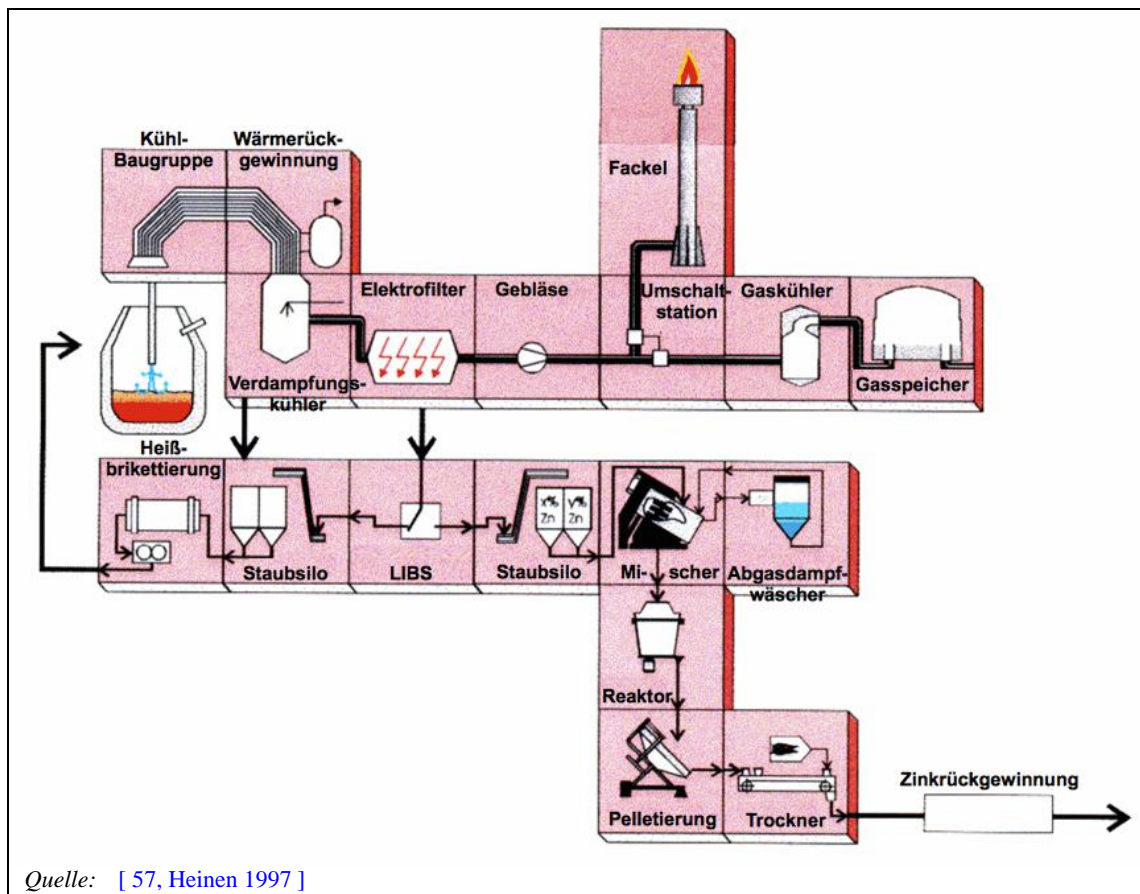 Kühl-
Baugruppe
Wärmerück-
gewinnung
Fackel
Elektrofilter
Gebläse
Umschalt-
station
Gaskühler
Gasspeicher
Verdampfungs-
kühler
Heiß-
brikettierung
Staubsilo
LIBS
x%
Zn
y%
Zn
Staubsilo
Mi- scher
Abgasdampf-
wäscher
Reaktor
Pelletierung
Trockner
Zinkrückgewinnung
Quelle: [ 57, Heinen 1997 ]